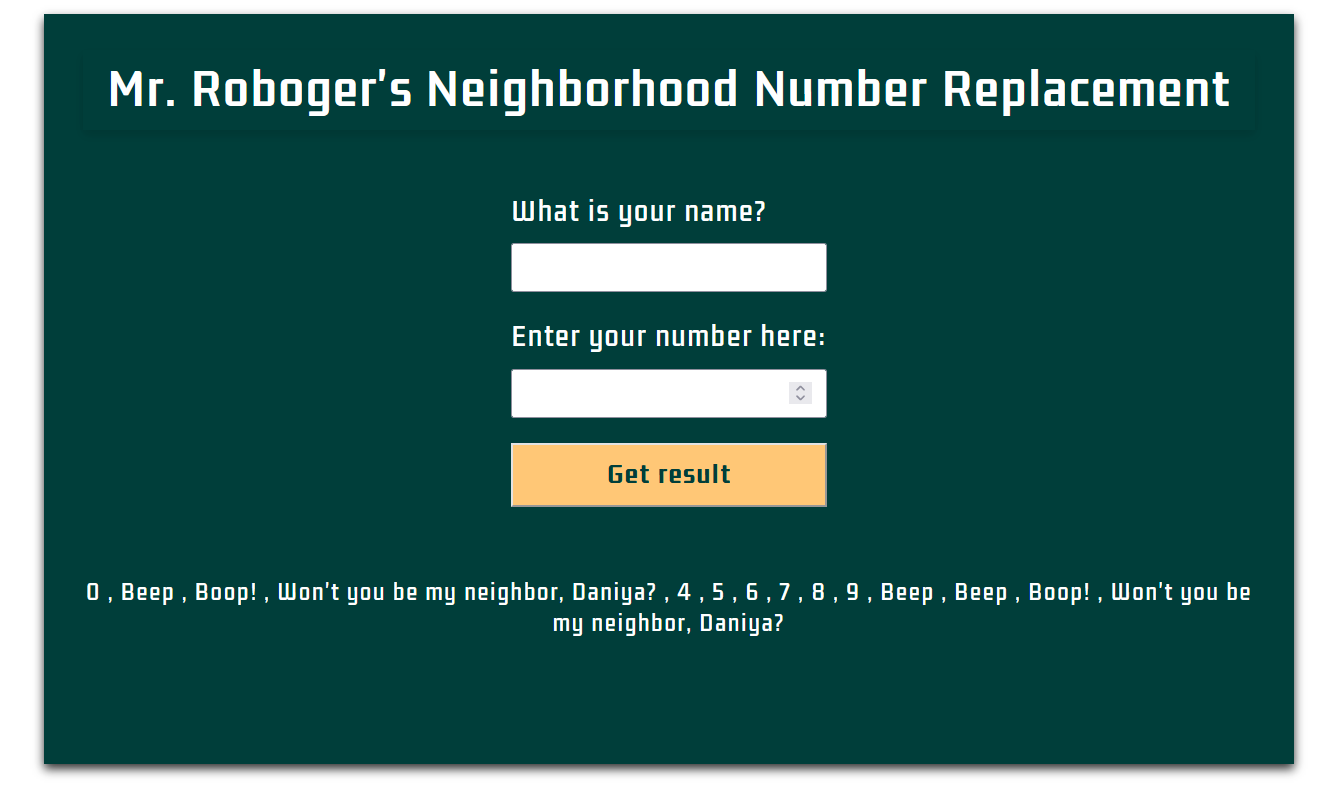 Mr. Roboger's Neighborhood Number Replacement
What is your name?
Enter your number here:
Get result
0 , Beep , Boop! , Won't you be my neighbor, Daniya? , 4 , 5 , 6 , 7 , 8 , 9 , Beep , Beep , Boop! , Won't you be
my neighbor, Daniya?